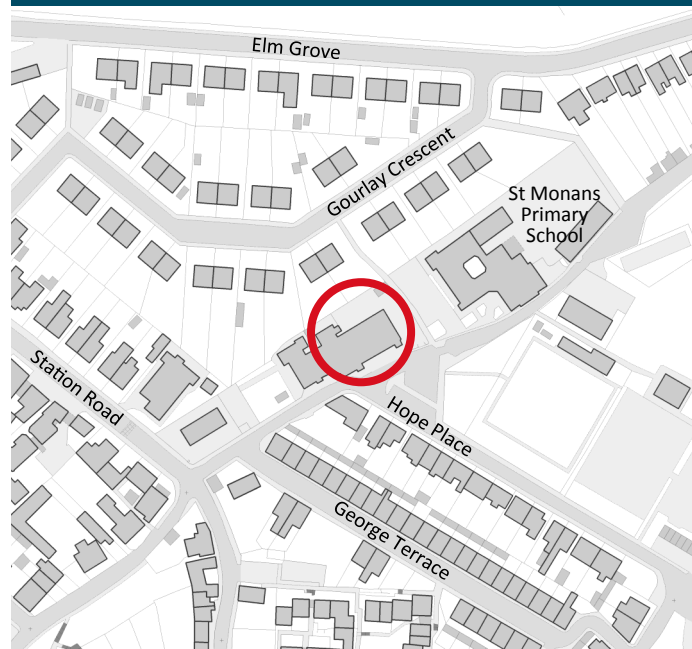 Elm Grove
Gourlay Crescent
St Monans
Primary
School
Station Road
Hope Place
George Terrace